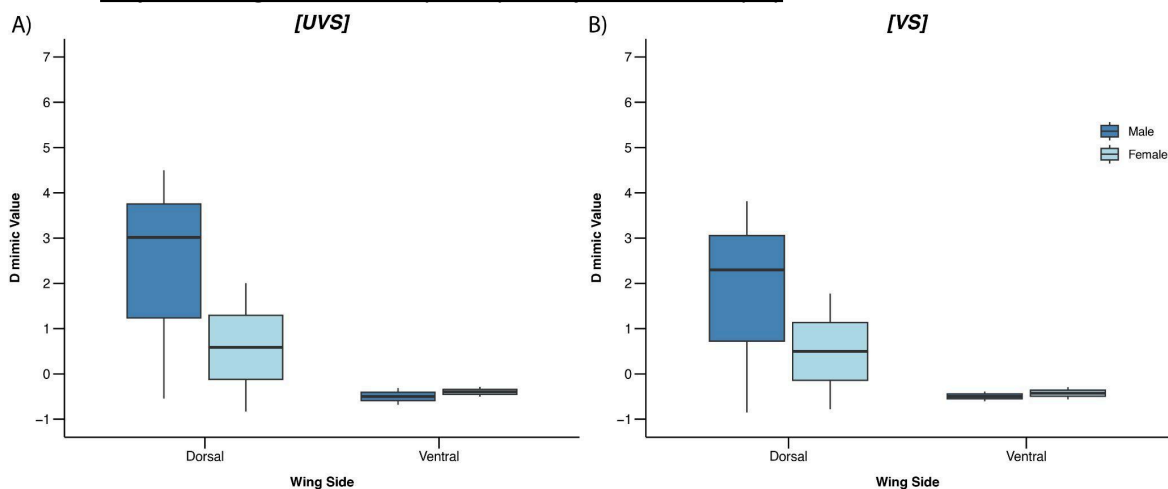 A)
[UVS]
7
6
5
4
3
2
1
0
−1
D mimic Value
Dorsal
Ventral
Wing Side
B)
[VS]
7
6
5
4
3
2
1
0
−1
D mimic Value
Dorsal
Ventral
Wing Side
Male
Female